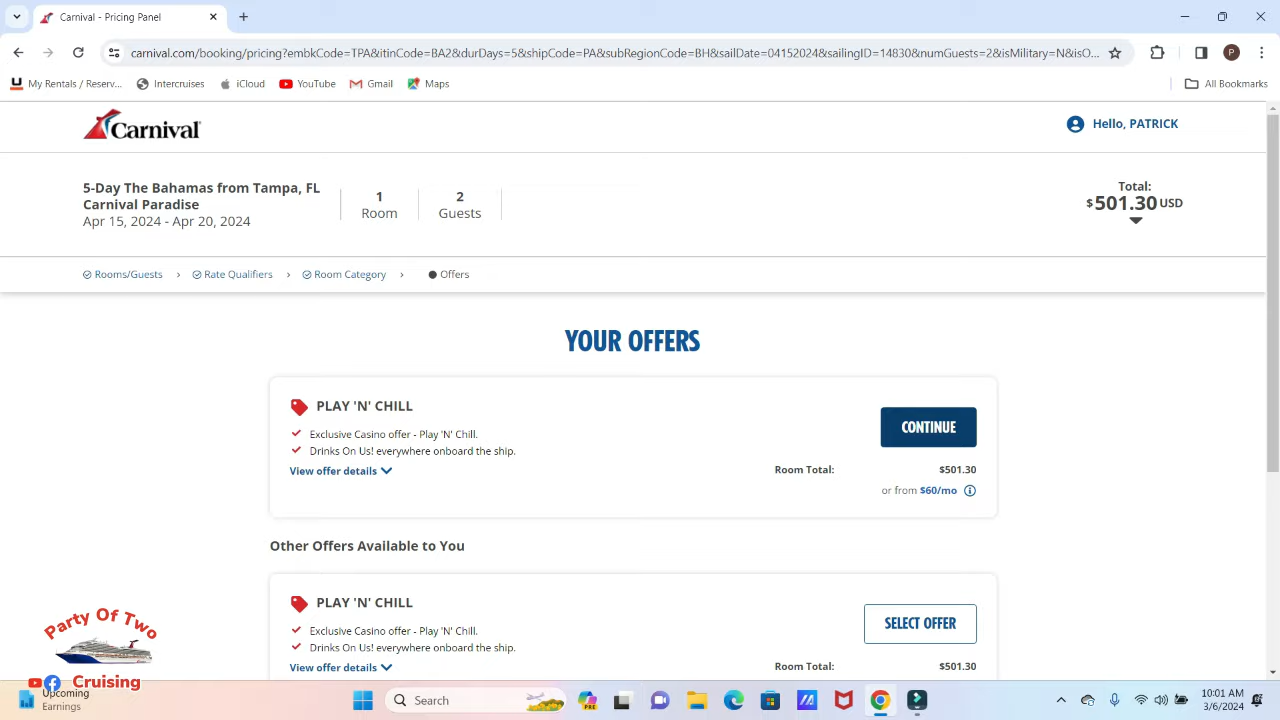 Carnival - Pricing Panel
carnival.com/booking/pricing?embkCode=TPA&itinCode=BA2&durDays=5&shipCode=PA&subRegionCode=BH&sailDate=04152024&sailingID=14830&numGuests=2&isMilitary=N&isO...
P
My Rentals / Reserv...
Intercruises
iCloud
YouTube
Gmail
Maps
All Bookmarks
Carnival
Hello, PATRICK
5-Day The Bahamas from Tampa, FL
Carnival Paradise
Apr 15, 2024 - Apr 20, 2024
1
Room
2
Guests
Total:
$501.30 USD
Rooms/Guests
Rate Qualifiers
Room Category
Offers
YOUR OFFERS
PLAY 'N' CHILL
Exclusive Casino offer - Play 'N' Chill.
Drinks On Us! everywhere onboard the ship.
View offer details
CONTINUE
Room Total: $501.30
or from $60/mo
Other Offers Available to You
PLAY 'N' CHILL
Exclusive Casino offer - Play 'N' Chill.
Drinks On Us! everywhere onboard the ship.
View offer details
SELECT OFFER
Room Total: $501.30
Party Of Two
Cruising
Upcoming
Earnings
Search
PRE
10:01 AM
3/6/2024